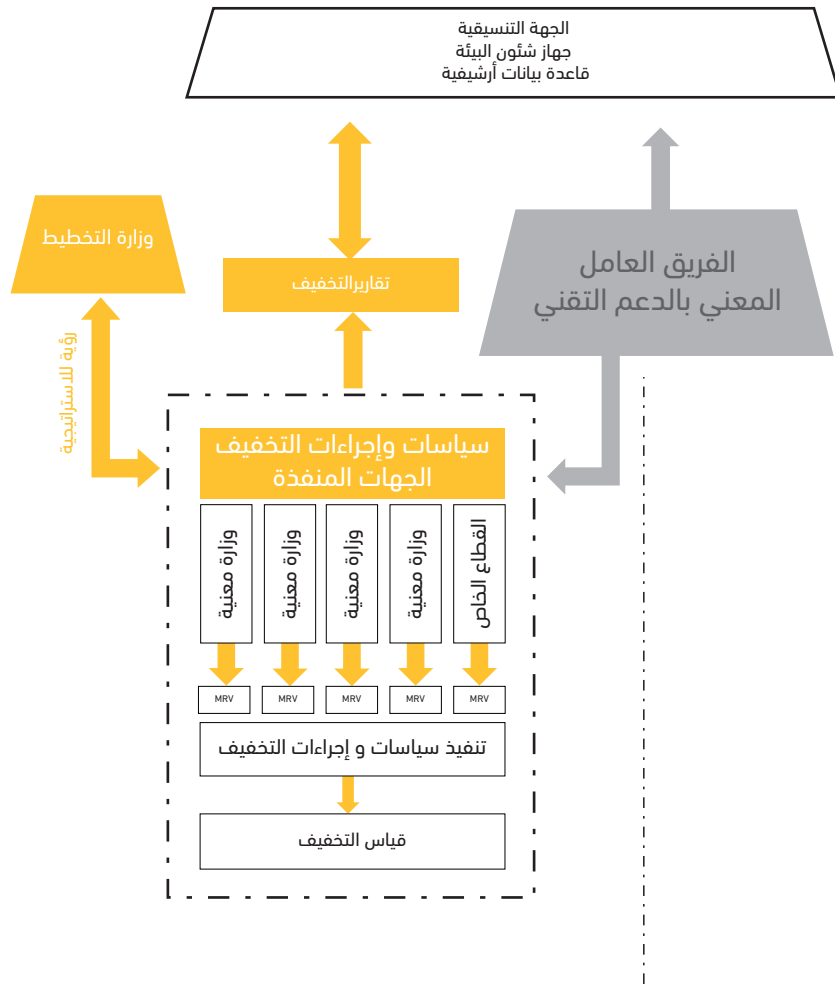 الجهة التنسيقية
جهاز شئون البيئة
قاعدة بيانات أرشيفية
الفريق العامل
المعني بالدعم التقني
وزارة التخطيط
تقاريرالتخفيف
رؤية للاستراتيجية
سياسات وإجراءات التخفيف
الجهات المنفذة
القطاع الخاص
وزارة معنية
وزارة معنية
وزارة معنية
وزارة معنية
MRV
MRV
MRV
MRV
MRV
تنفيذ سياسات و إجراءات التخفيف
قياس التخفيف